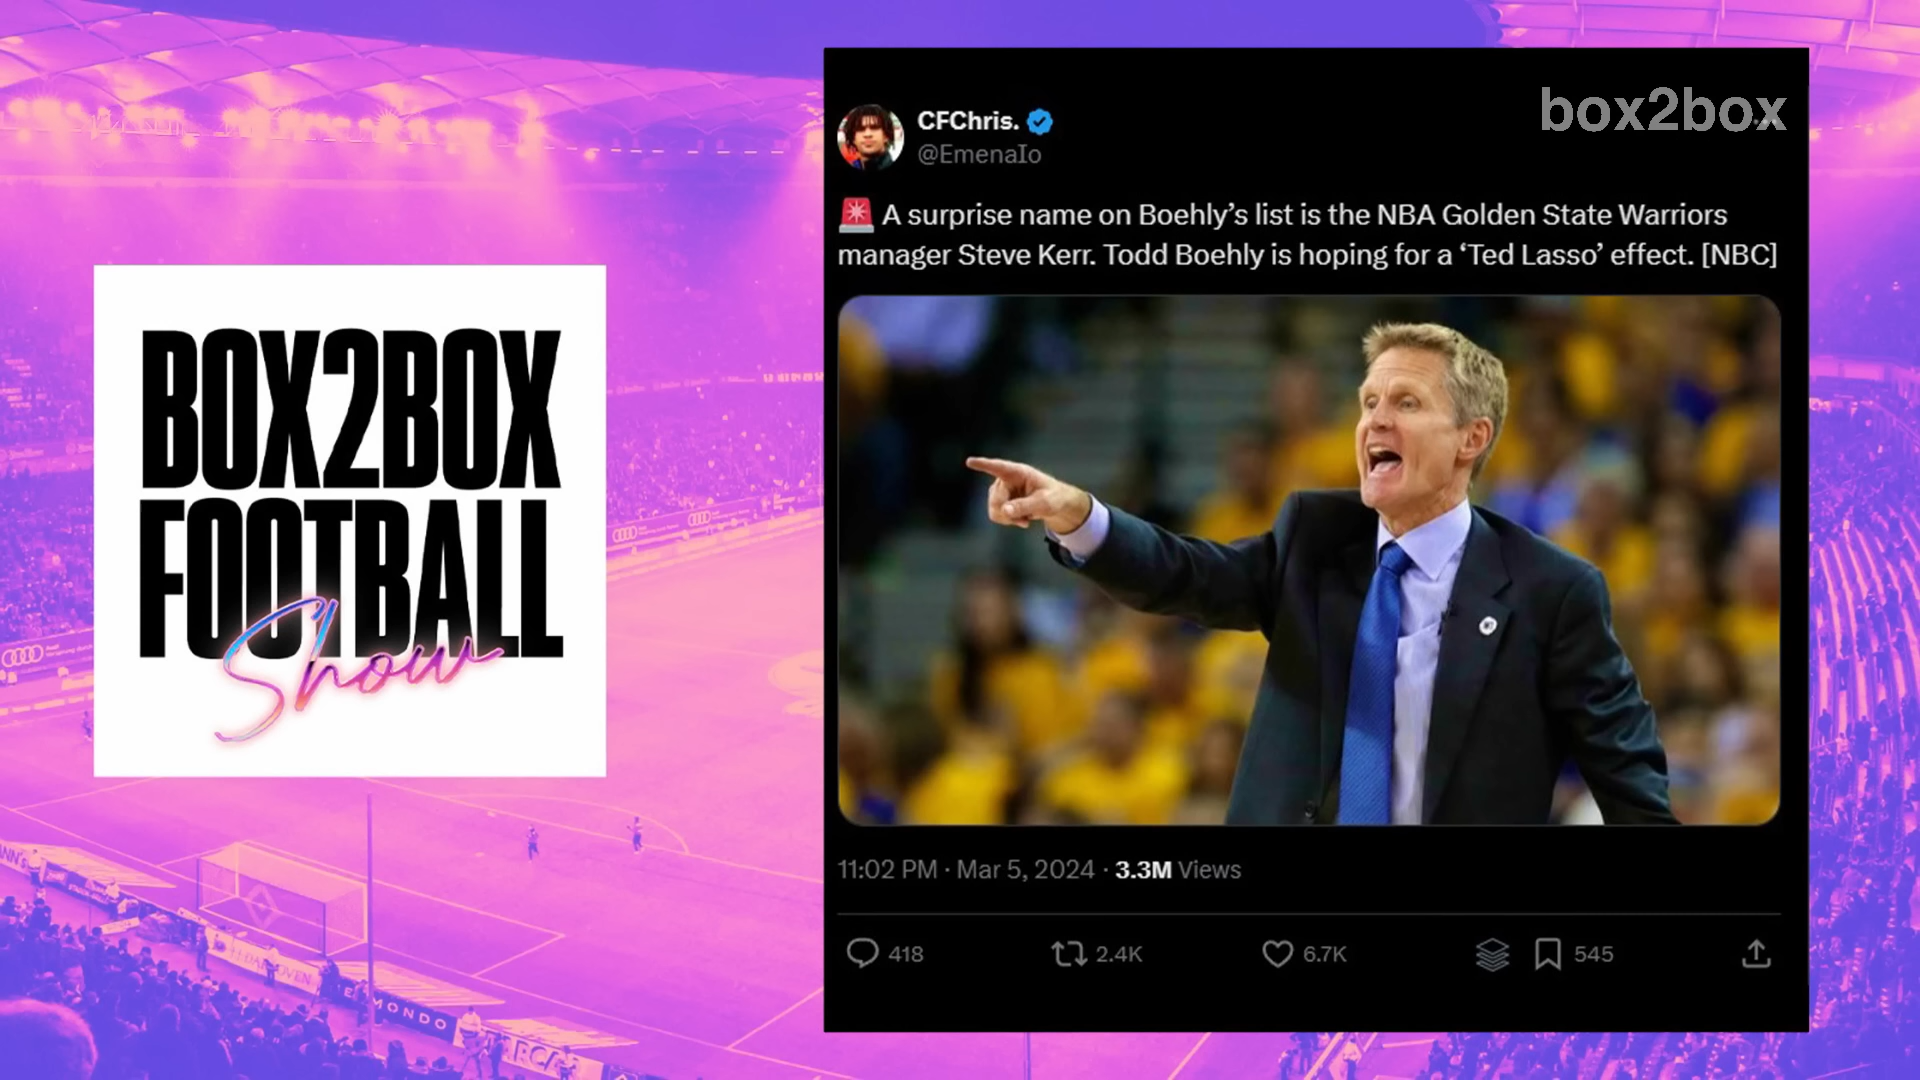 BOX2BOX
FOOTBALL
Show
box2box
CFChris.
@EmenaIo
🚨 A surprise name on Boehly’s list is the NBA Golden State Warriors
manager Steve Kerr. Todd Boehly is hoping for a ‘Ted Lasso’ effect. [NBC]
11:02 PM · Mar 5, 2024 · 3.3M Views
418
2.4K
6.7K
545